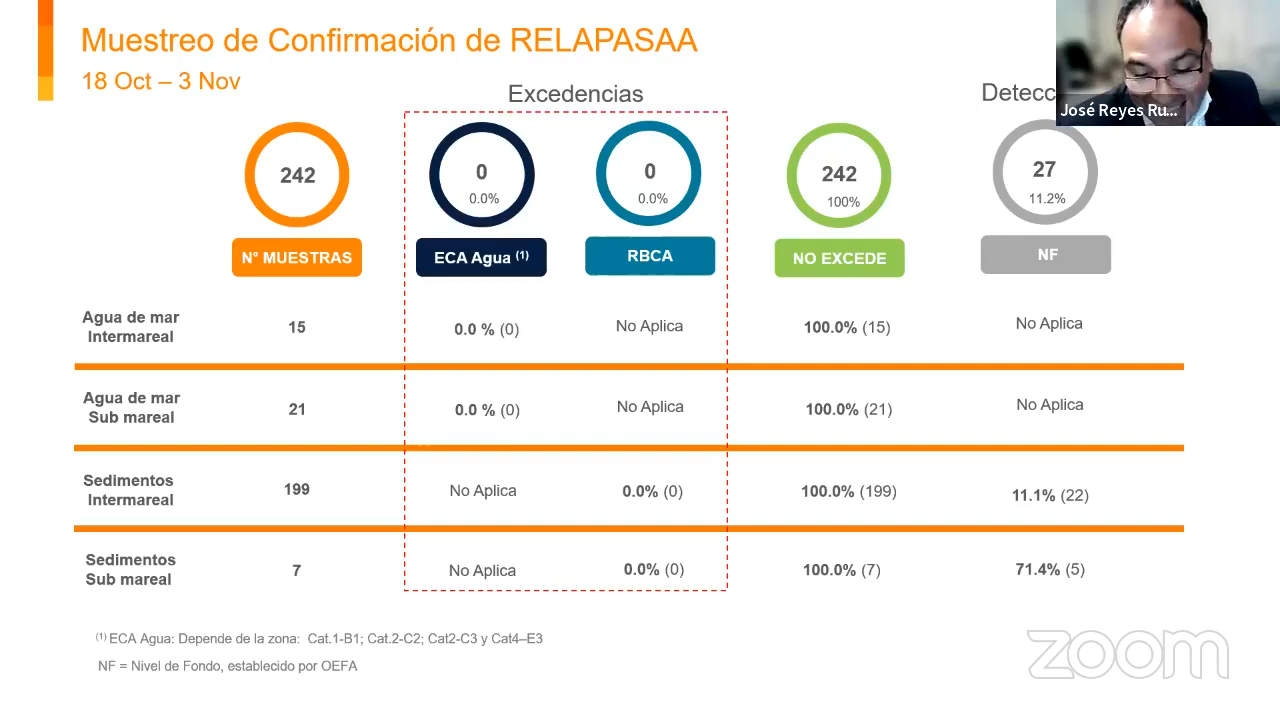 Muestreo de Confirmación de RELAPASAA
18 Oct – 3 Nov
Excedencias
Detecc
José Reyes Ru...
242
0
0.0%
0
0.0%
242
100%
27
11.2%
N° MUESTRAS
ECA Agua (1)
RBCA
NO EXCEDE
NF
Agua de mar
Intermareal
15
0.0 % (0)
No Aplica
100.0% (15)
No Aplica
Agua de mar
Sub mareal
21
0.0 % (0)
No Aplica
100.0% (21)
No Aplica
Sedimentos
Intermareal
199
No Aplica
0.0% (0)
100.0% (199)
11.1% (22)
Sedimentos
Sub mareal
7
No Aplica
0.0% (0)
100.0% (7)
71.4% (5)
(1) ECA Agua: Depende de la zona: Cat.1-B1; Cat.2-C2; Cat2-C3 y Cat4–E3
NF = Nivel de Fondo, establecido por OEFA
zoom